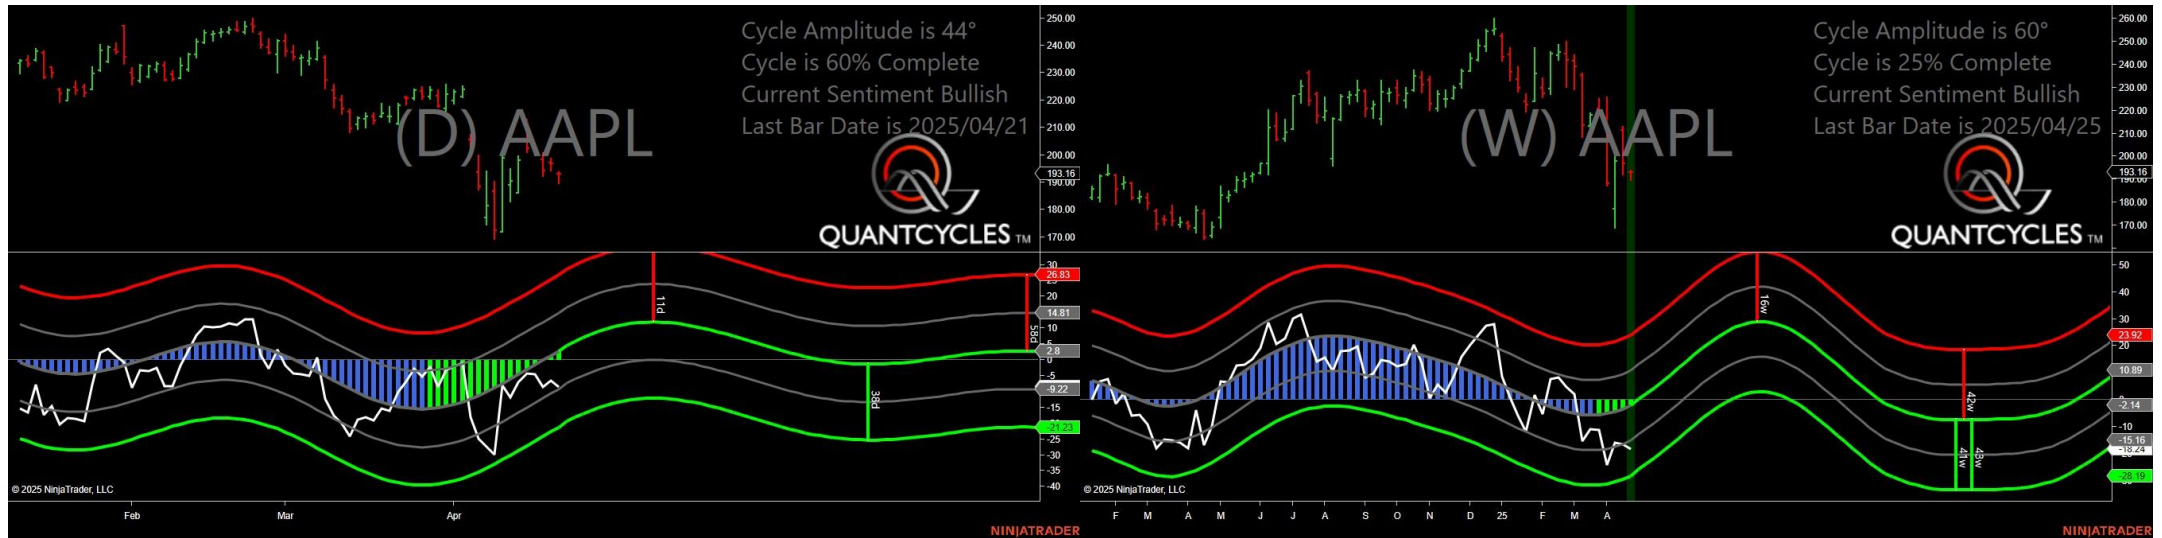 Cycle Amplitude is 44°
Cycle is 60% Complete
Current Sentiment Bullish
Last Bar Date is 2025/04/21
(D) AAPL
QUANTCYCLES TM
250.00
240.00
230.00
220.00
210.00
200.00
193.16
190.00
180.00
170.00
30
26.83
20
14.81
10
5
2.8
0
-5
-9.22
-15
-21.23
-25
-30
-35
-40
11d
38d
58d
© 2025 NinjaTrader, LLC
Feb Mar Apr
NINJATRADER
Cycle Amplitude is 60°
Cycle is 25% Complete
Current Sentiment Bullish
Last Bar Date is 2025/04/25
(W) AAPL
QUANTCYCLES TM
260.00
250.00
240.00
230.00
220.00
210.00
200.00
193.16
190.00
180.00
170.00
50
40
30
23.92
20
10.89
-2.14
-10
-15.16
-18.24
-28.19
16w
42w
41w
43w
© 2025 NinjaTrader, LLC
F M A M J J A S O N D 25 F M A
NINJATRADER